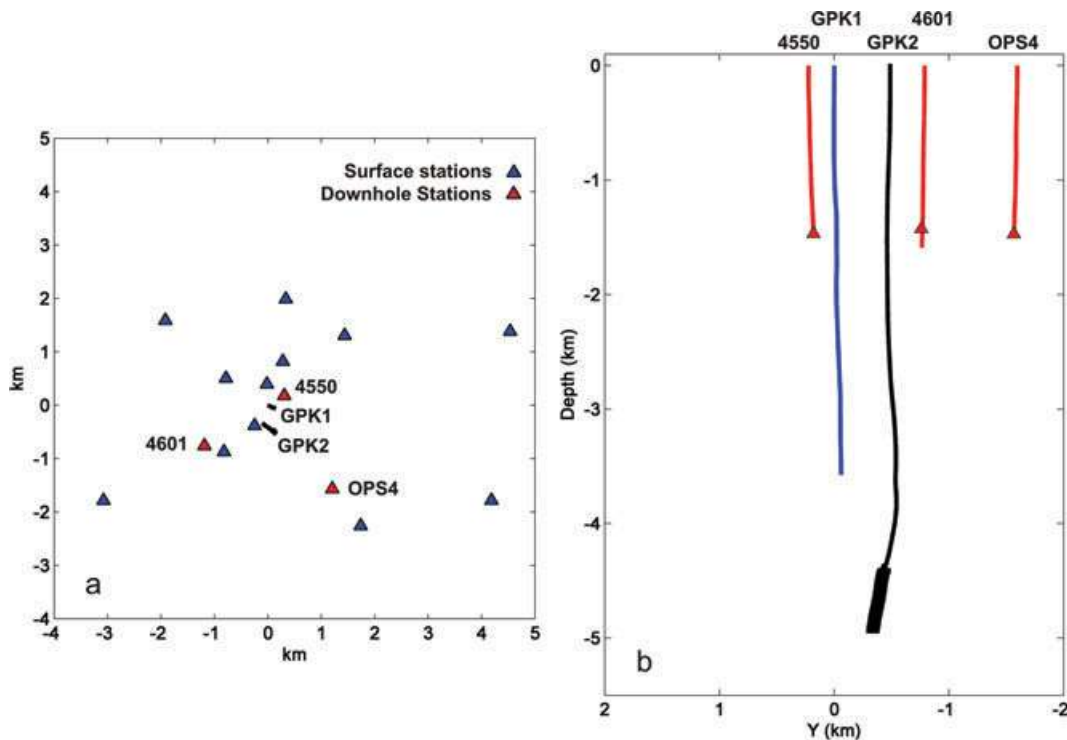 5
4
3
2
1
0
-1
-2
-3
-4
km
-4 -3 -2 -1 0 1 2 3 4 5
km
Surface stations
Downhole Stations
4550
GPK1
GPK2
4601
OPS4
a
GPK1 4601
4550 GPK2 OPS4
0
-1
-2
-3
-4
-5
Depth (km)
2 1 0 -1 -2
Y (km)
b